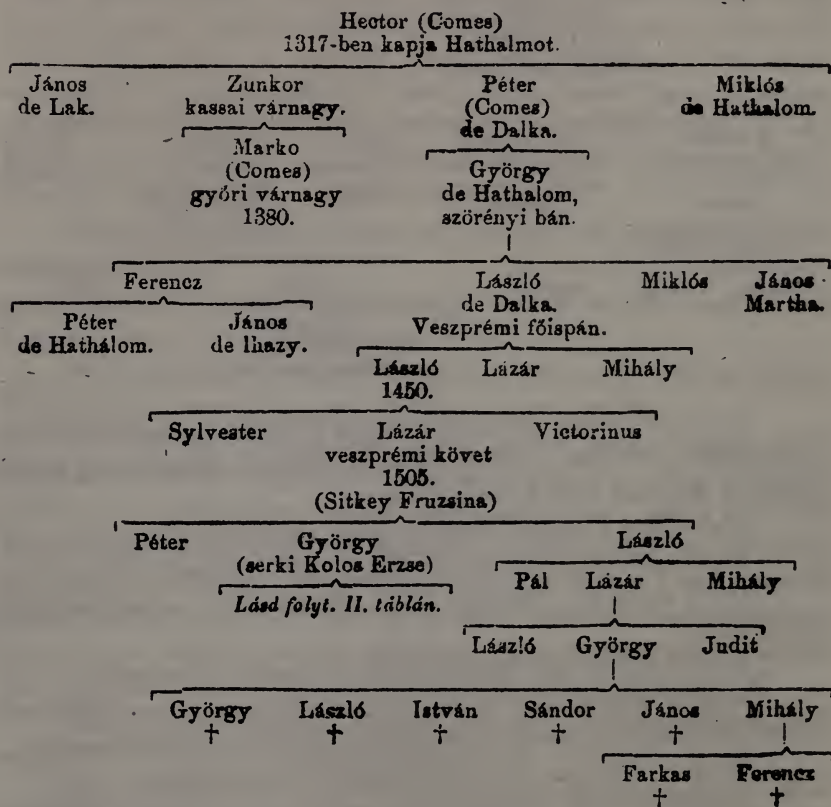 Hector (Comes)
1317-ben kapja Hathalmot.
János Zunkor Péter Miklós
de Lak. kassai várnagy. (Comes) de Hathalom.
de Dalka.
Marko György
(Comes) de Hathalom,
győri várnagy szörényi bán.
1380.
Ferencz László Miklós János
de Dalka. Martha.
Péter János Veszprémi főispán.
de Hathálom. de Ihazy.
László Lázár Mihály
1450.
Sylvester Lázár Victorinus
veszprémi követ
1505.
(Sitkey Fruzsina)
Péter György László
(serki Kolos Erzse)
Pál Lázár Mihály
Lásd folyt. II. táblán.
László György Judit
György László István Sándor János Mihály
† † † † †
Farkas Ferencz
† †